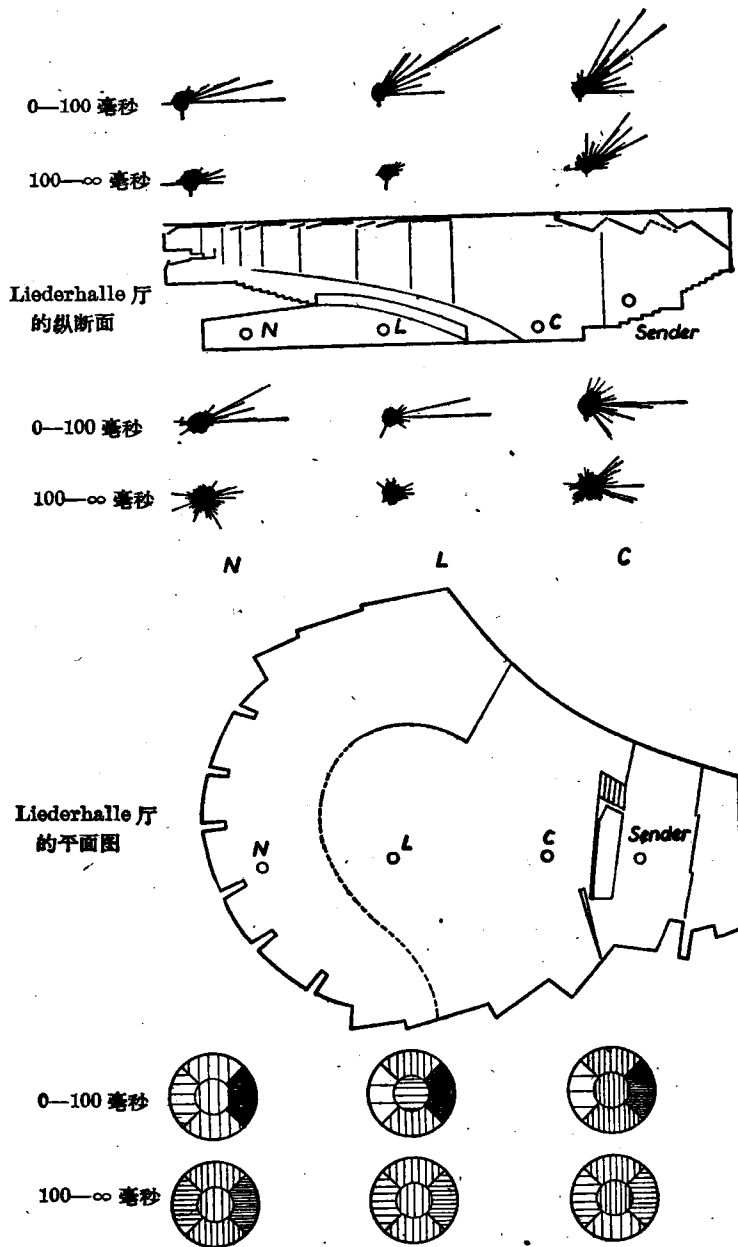 0—100 毫秒
100—∞ 毫秒
Liederhalle 厅
的纵断面
N
L
C
Sender
0—100 毫秒
100—∞ 毫秒
N
L
C
Liederhalle 厅
的平面图
N
L
C
Sender
0—100 毫秒
100—∞ 毫秒